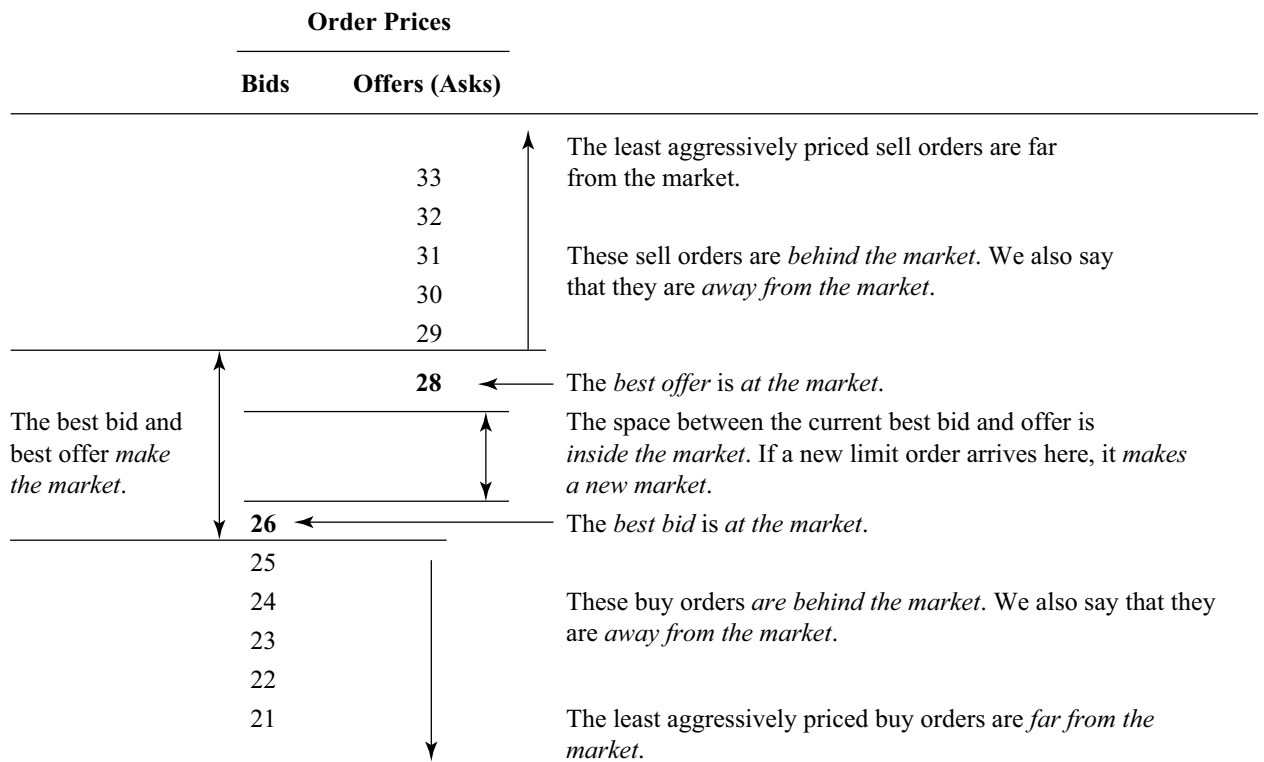 Order Prices
Bids Offers (Asks)
The least aggressively priced sell orders are far
from the market.
33
32
31
These sell orders are behind the market. We also say
that they are away from the market.
30
29
28
The best offer is at the market.
The best bid and
best offer make
the market.
The space between the current best bid and offer is
inside the market. If a new limit order arrives here, it makes
a new market.
26
The best bid is at the market.
25
24
These buy orders are behind the market. We also say that they
are away from the market.
23
22
21
The least aggressively priced buy orders are far from the
market.